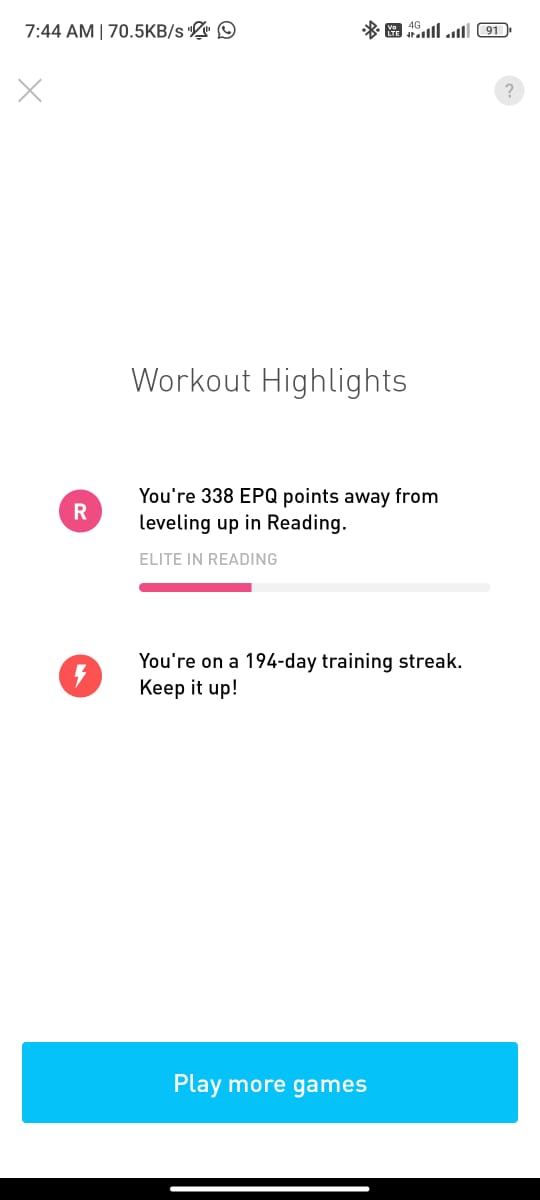 7:44 AM | 70.5KB/s
Vo LTE 4G 91
?
Workout Highlights
R
You're 338 EPQ points away from
leveling up in Reading.
ELITE IN READING
You're on a 194-day training streak.
Keep it up!
Play more games